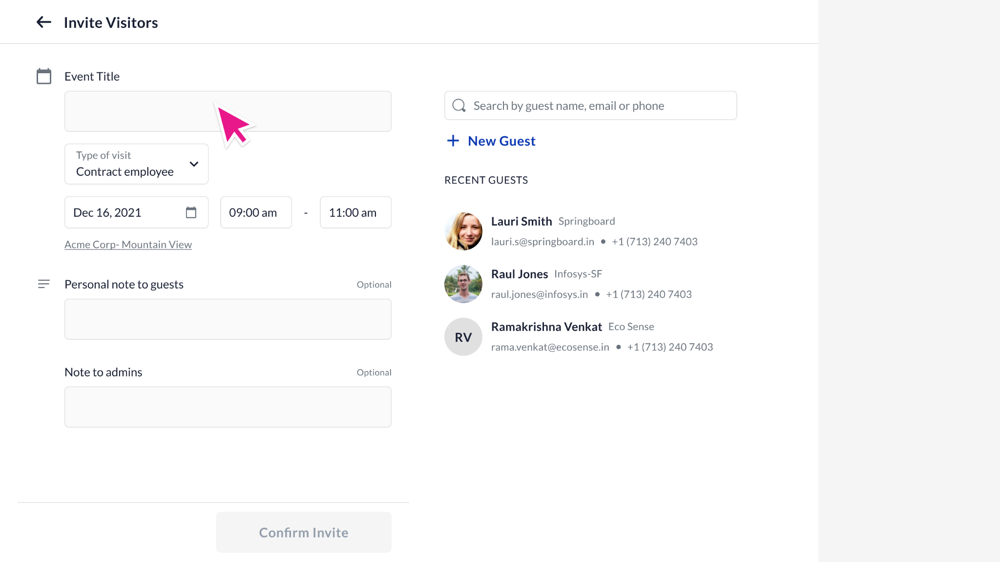 Invite Visitors
Event Title
Type of visit
Contract employee
Dec 16, 2021
09:00 am
-
11:00 am
Acme Corp- Mountain View
Personal note to guests
Optional
Note to admins
Optional
Confirm Invite
Search by guest name, email or phone
+ New Guest
RECENT GUESTS
Lauri Smith Springboard
lauri.s@springboard.in • +1 (713) 240 7403
Raul Jones Infosys-SF
raul.jones@infosys.in • +1 (713) 240 7403
RV
Ramakrishna Venkat Eco Sense
rama.venkat@ecosense.in • +1 (713) 240 7403